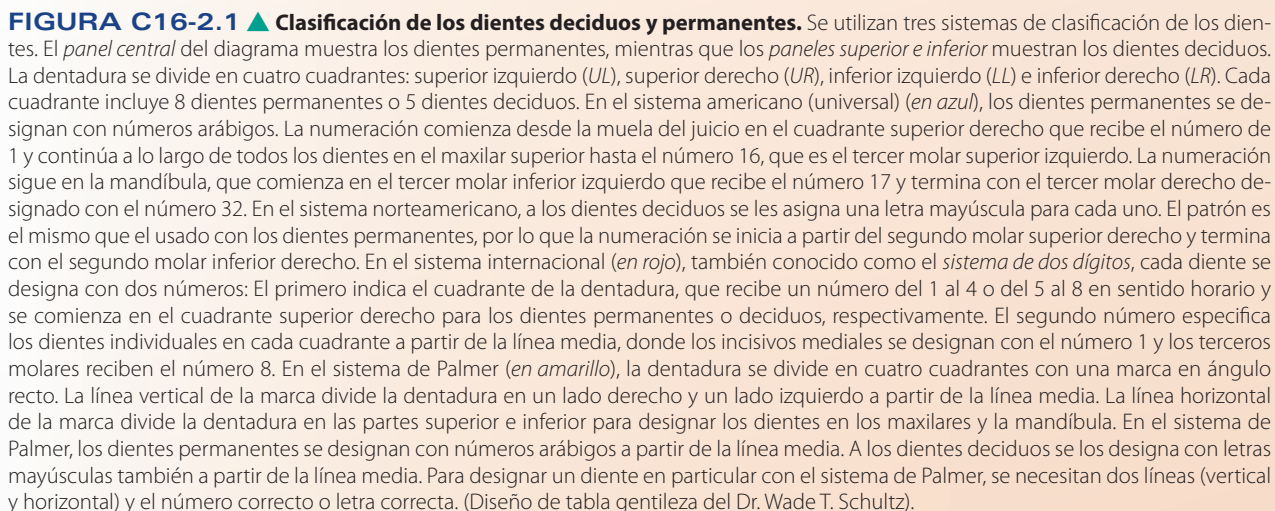 FIGURA C16-2.1 ▲ Clasificación de los dientes deciduos y permanentes. Se utilizan tres sistemas de clasificación de los dien-
tes. El panel central del diagrama muestra los dientes permanentes, mientras que los paneles superior e inferior muestran los dientes deciduos.
La dentadura se divide en cuatro cuadrantes: superior izquierdo (UL), superior derecho (UR), inferior izquierdo (LL) e inferior derecho (LR). Cada
cuadrante incluye 8 dientes permanentes o 5 dientes deciduos. En el sistema americano (universal) (en azul), los dientes permanentes se de-
signan con números arábigos. La numeración comienza desde la muela del juicio en el cuadrante superior derecho que recibe el número de
1 y continúa a lo largo de todos los dientes en el maxilar superior hasta el número 16, que es el tercer molar superior izquierdo. La numeración
sigue en la mandíbula, que comienza en el tercer molar inferior izquierdo que recibe el número 17 y termina con el tercer molar derecho de-
signado con el número 32. En el sistema norteamericano, a los dientes deciduos se les asigna una letra mayúscula para cada uno. El patrón es
el mismo que el usado con los dientes permanentes, por lo que la numeración se inicia a partir del segundo molar superior derecho y termina
con el segundo molar inferior derecho. En el sistema internacional (en rojo), también conocido como el sistema de dos dígitos, cada diente se
designa con dos números: El primero indica el cuadrante de la dentadura, que recibe un número del 1 al 4 o del 5 al 8 en sentido horario y
se comienza en el cuadrante superior derecho para los dientes permanentes o deciduos, respectivamente. El segundo número especifica
los dientes individuales en cada cuadrante a partir de la línea media, donde los incisivos mediales se designan con el número 1 y los terceros
molares reciben el número 8. En el sistema de Palmer (en amarillo), la dentadura se divide en cuatro cuadrantes con una marca en ángulo
recto. La línea vertical de la marca divide la dentadura en un lado derecho y un lado izquierdo a partir de la línea media. La línea horizontal
de la marca divide la dentadura en las partes superior e inferior para designar los dientes en los maxilares y la mandíbula. En el sistema de
Palmer, los dientes permanentes se designan con números arábigos a partir de la línea media. A los dientes deciduos se los designa con letras
mayúsculas también a partir de la línea media. Para designar un diente en particular con el sistema de Palmer, se necesitan dos líneas (vertical
y horizontal) y el número correcto o letra correcta. (Diseño de tabla gentileza del Dr. Wade T. Schultz).